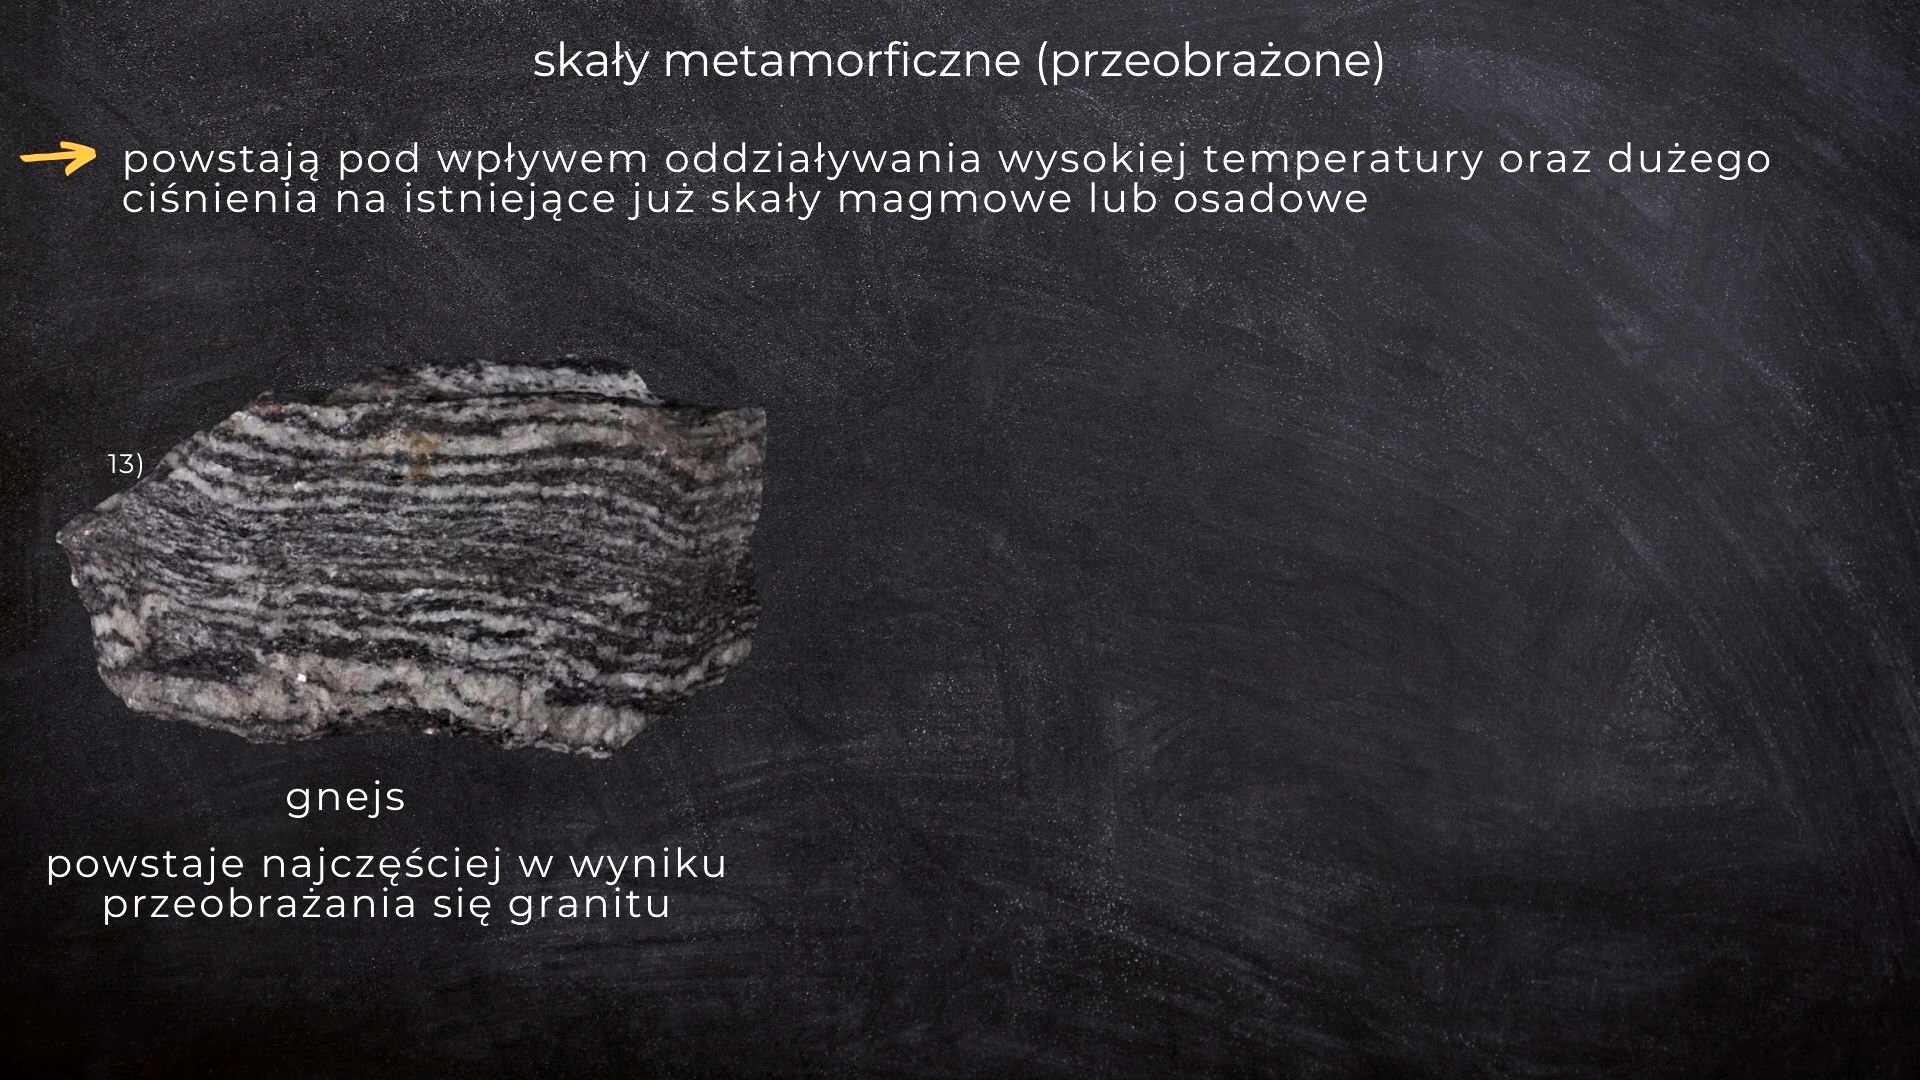 skały metamorficzne (przeobrażone)
powstają pod wpływem oddziaływania wysokiej temperatury oraz dużego
ciśnienia na istniejące już skały magmowe lub osadowe
13)
gnejs
powstaje najczęściej w wyniku
przeobrażania się granitu